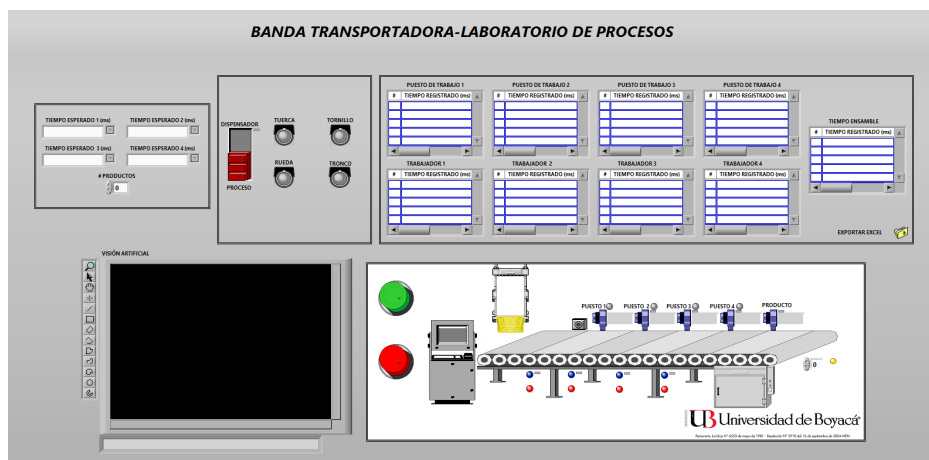 BANDA TRANSPORTADORA-LABORATORIO DE PROCESOS
TIEMPO ESPERADO 1 (ms)
TIEMPO ESPERADO 2 (ms)
TIEMPO ESPERADO 3 (ms)
TIEMPO ESPERADO 4 (ms)
# PRODUCTOS
0
DISPENSADOR
PROCESO
TUERCA
TORNILLO
RUEDA
TRONCO
PUESTO DE TRABAJO 1
# TIEMPO REGISTRADO (ms)
PUESTO DE TRABAJO 2
# TIEMPO REGISTRADO (ms)
PUESTO DE TRABAJO 3
# TIEMPO REGISTRADO (ms)
PUESTO DE TRABAJO 4
# TIEMPO REGISTRADO (ms)
TRABAJADOR 1
# TIEMPO REGISTRADO (ms)
TRABAJADOR 2
# TIEMPO REGISTRADO (ms)
TRABAJADOR 3
# TIEMPO REGISTRADO (ms)
TRABAJADOR 4
# TIEMPO REGISTRADO (ms)
TIEMPO ENSAMBLE
# TIEMPO REGISTRADO (ms)
EXPORTAR EXCEL
VISIÓN ARTIFICIAL
PUESTO 1
PUESTO 2
PUESTO 3
PUESTO 4
PRODUCTO
0
UB Universidad de Boyacá